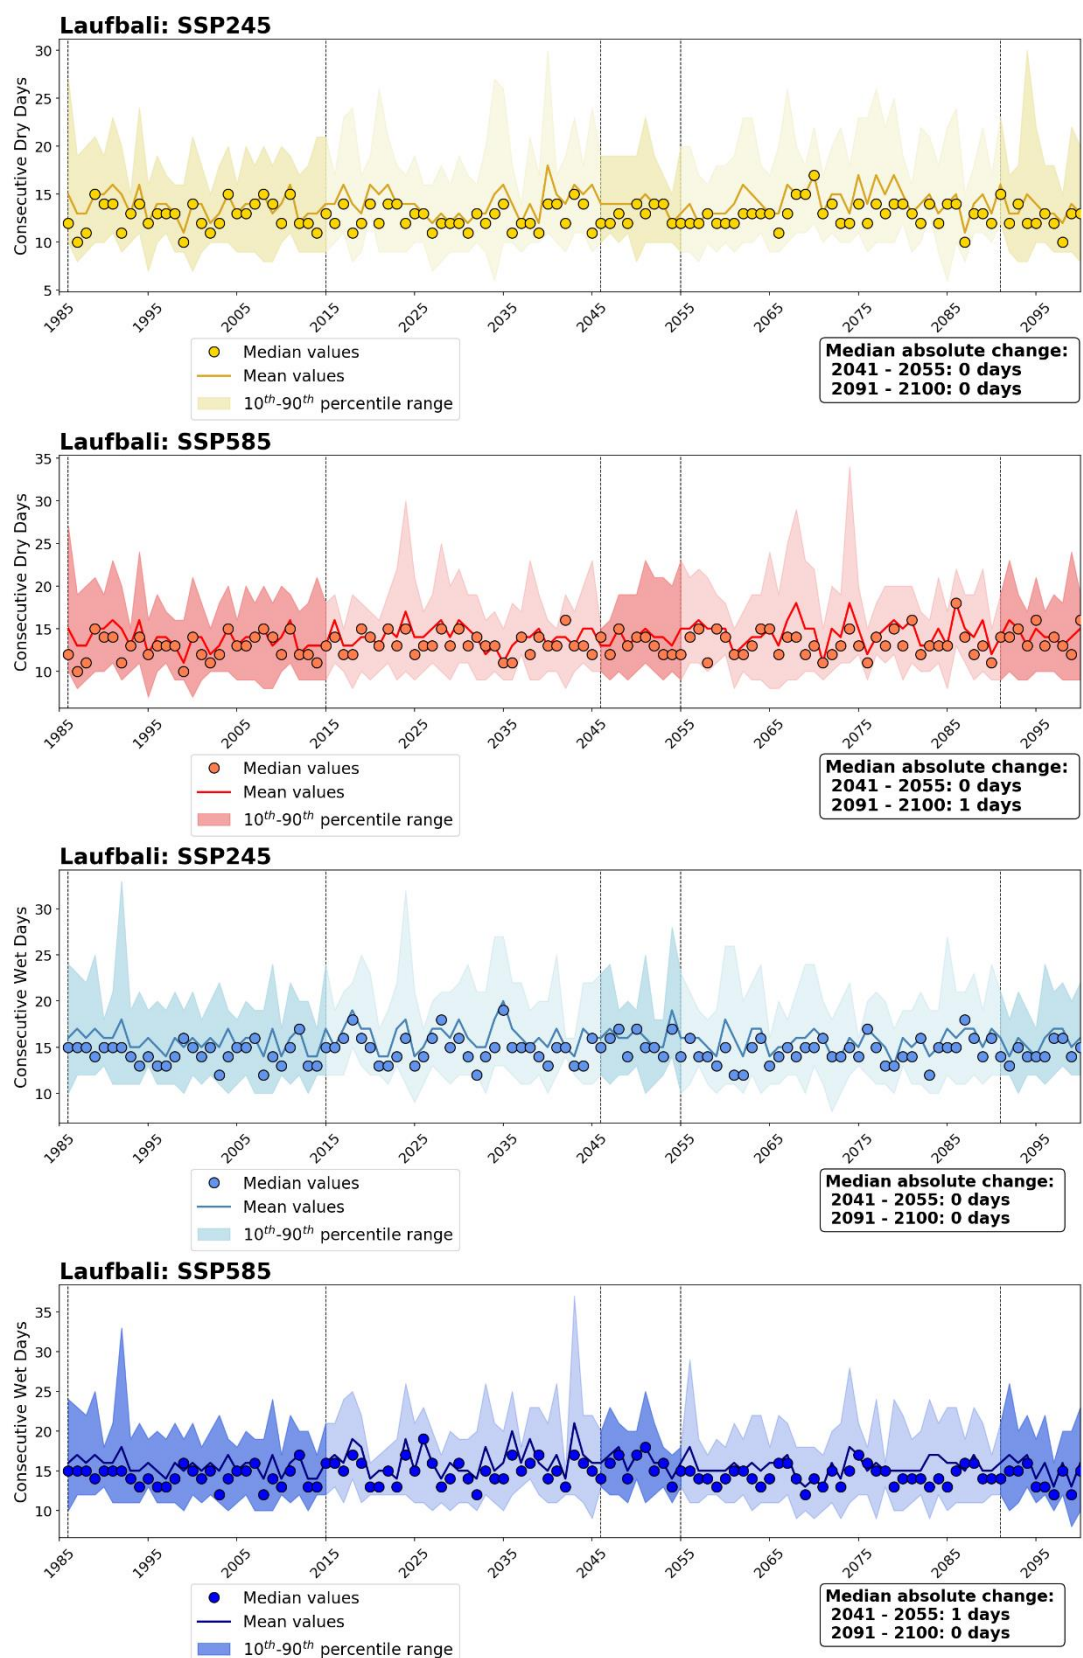 Laufbali: SSP245
Consecutive Dry Days
30
25
20
15
10
5
1985 1995 2005 2015 2025 2035 2045 2055 2065 2075 2085 2095
Median values
Mean values
10th-90th percentile range
Median absolute change:
2041 - 2055: 0 days
2091 - 2100: 0 days
Laufbali: SSP585
Consecutive Dry Days
35
30
25
20
15
10
1985 1995 2005 2015 2025 2035 2045 2055 2065 2075 2085 2095
Median values
Mean values
10th-90th percentile range
Median absolute change:
2041 - 2055: 0 days
2091 - 2100: 1 days
Laufbali: SSP245
Consecutive Wet Days
30
25
20
15
10
1985 1995 2005 2015 2025 2035 2045 2055 2065 2075 2085 2095
Median values
Mean values
10th-90th percentile range
Median absolute change:
2041 - 2055: 0 days
2091 - 2100: 0 days
Laufbali: SSP585
Consecutive Wet Days
35
30
25
20
15
10
1985 1995 2005 2015 2025 2035 2045 2055 2065 2075 2085 2095
Median values
Mean values
10th-90th percentile range
Median absolute change:
2041 - 2055: 1 days
2091 - 2100: 0 days